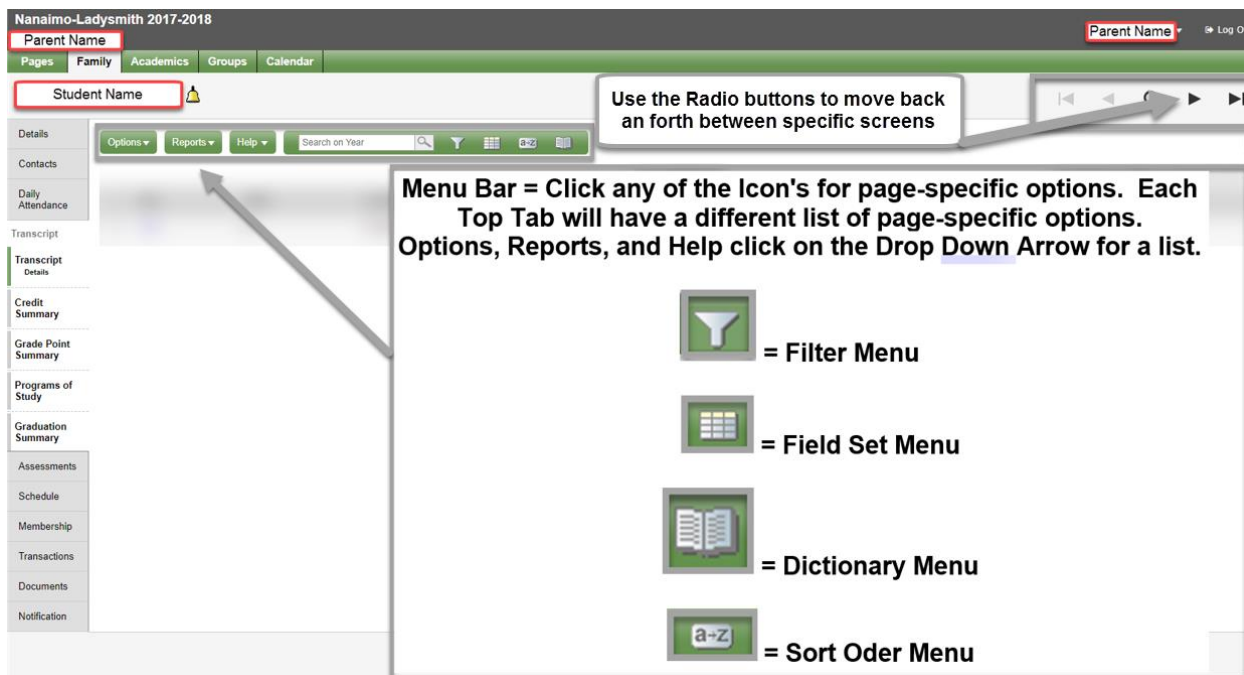 Nanaimo-Ladysmith 2017-2018
Parent Name
Parent Name
Log O
Pages Family Academics Groups Calendar
Student Name
Use the Radio buttons to move back
an forth between specific screens
Details
Contacts
Daily
Attendance
Transcript
Transcript
Details
Credit
Summary
Grade Point
Summary
Programs of
Study
Graduation
Summary
Assessments
Schedule
Membership
Transactions
Documents
Notification
Options Reports Help Search on Year a-z
Menu Bar = Click any of the Icon's for page-specific options. Each
Top Tab will have a different list of page-specific options.
Options, Reports, and Help click on the Drop Down Arrow for a list.
= Filter Menu
= Field Set Menu
= Dictionary Menu
a-z = Sort Oder Menu